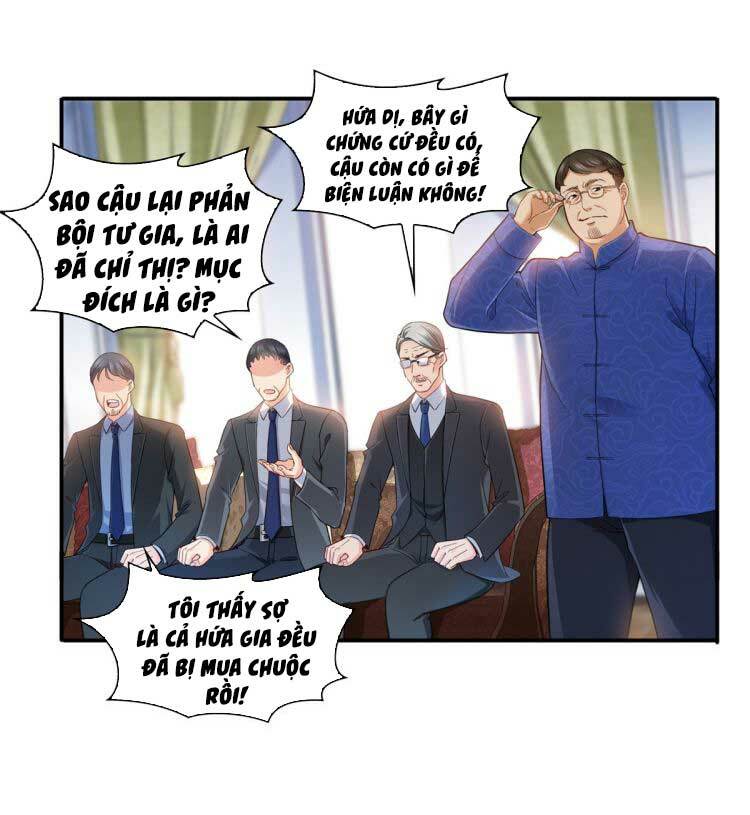 HỨA DỊ, BÂY GÌ
CHỨNG CỨ ĐỀU CÓ,
CẬU CÒN CÓ GÌ ĐỂ
BIỆN LUẬN KHÔNG!
SAO CẬU LẠI PHẢN
BỘI TƯ GIA, LÀ AI
ĐÃ CHỈ THỊ? MỤC
ĐÍCH LÀ GÌ?
TÔI THẤY SỢ
LÀ CẢ HỨA GIA ĐỀU
ĐÃ BỊ MUA CHUỘC
RỒI!